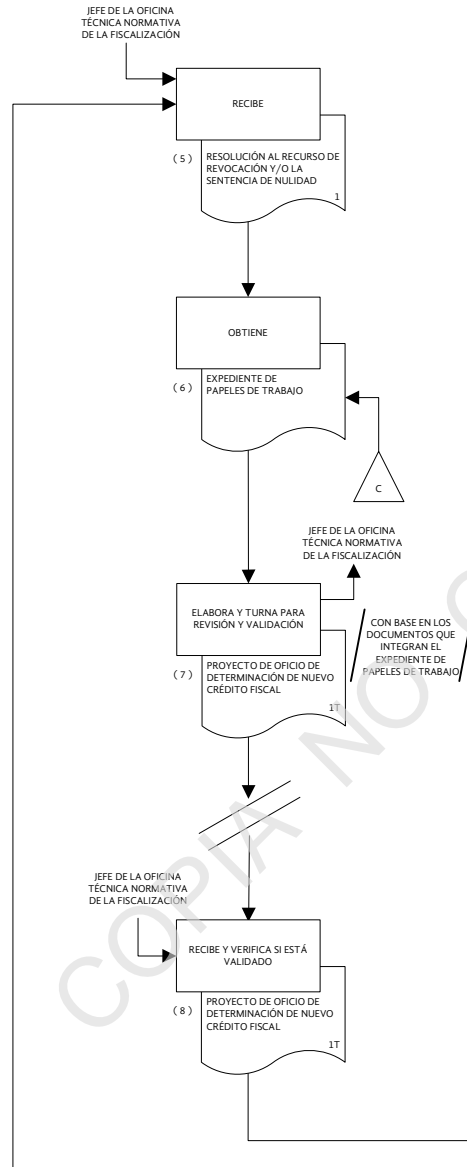 JEFE DE LA OFICINA
TÉCNICA NORMATIVA
DE LA FISCALIZACIÓN
RECIBE
( 5 )
RESOLUCIÓN AL RECURSO DE
REVOCACIÓN Y/O LA
SENTENCIA DE NULIDAD
1
OBTIENE
( 6 )
EXPEDIENTE DE
PAPELES DE TRABAJO
C
JEFE DE LA OFICINA
TÉCNICA NORMATIVA
DE LA FISCALIZACIÓN
ELABORA Y TURNA PARA
REVISIÓN Y VALIDACIÓN
CON BASE EN LOS
DOCUMENTOS QUE
INTEGRAN EL
EXPEDIENTE DE
PAPELES DE TRABAJO
( 7 )
PROYECTO DE OFICIO DE
DETERMINACIÓN DE NUEVO
CRÉDITO FISCAL
1T
JEFE DE LA OFICINA
TÉCNICA NORMATIVA
DE LA FISCALIZACIÓN
RECIBE Y VERIFICA SI ESTÁ
VALIDADO
( 8 )
PROYECTO DE OFICIO DE
DETERMINACIÓN DE NUEVO
CRÉDITO FISCAL
1T
COPIA NO